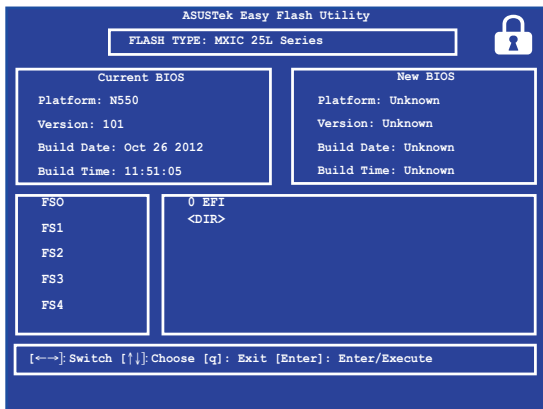 ASUSTek Easy Flash Utility
FLASH TYPE: MXIC 25L Series
Current BIOS
Platform: N550
Version: 101
Build Date: Oct 26 2012
Build Time: 11:51:05
New BIOS
Platform: Unknown
Version: Unknown
Build Date: Unknown
Build Time: Unknown
FSO
FS1
FS2
FS3
FS4
0 EFI
<DIR>
[←→]: Switch [↑↓]: Choose [q]: Exit [Enter]: Enter/Execute